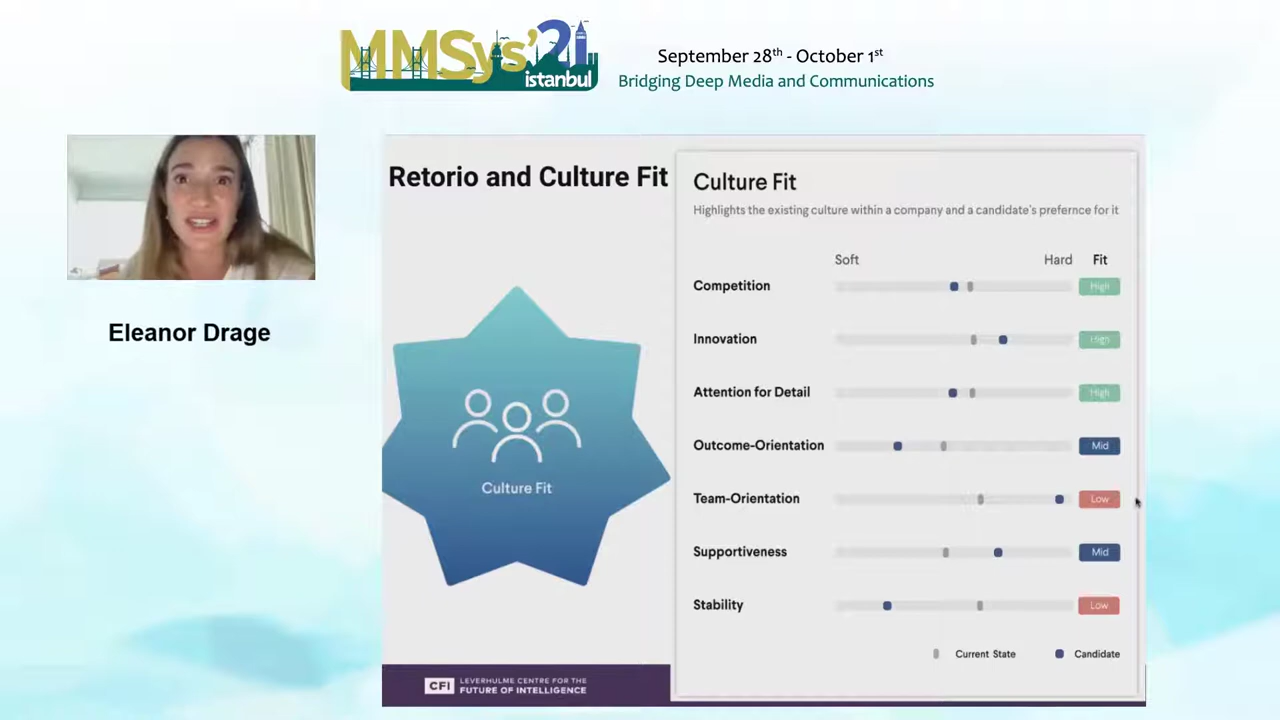 MMSys'21
istanbul
September 28th - October 1st
Bridging Deep Media and Communications
Eleanor Drage
Retorio and Culture Fit
Culture Fit
Culture Fit
Highlights the existing culture within a company and a candidate's prefernce for it
Soft Hard Fit
Competition High
Innovation High
Attention for Detail High
Outcome-Orientation Mid
Team-Orientation Low
Supportiveness Mid
Stability Low
Current State Candidate
CFI LEVERHULME CENTRE FOR THE
FUTURE OF INTELLIGENCE